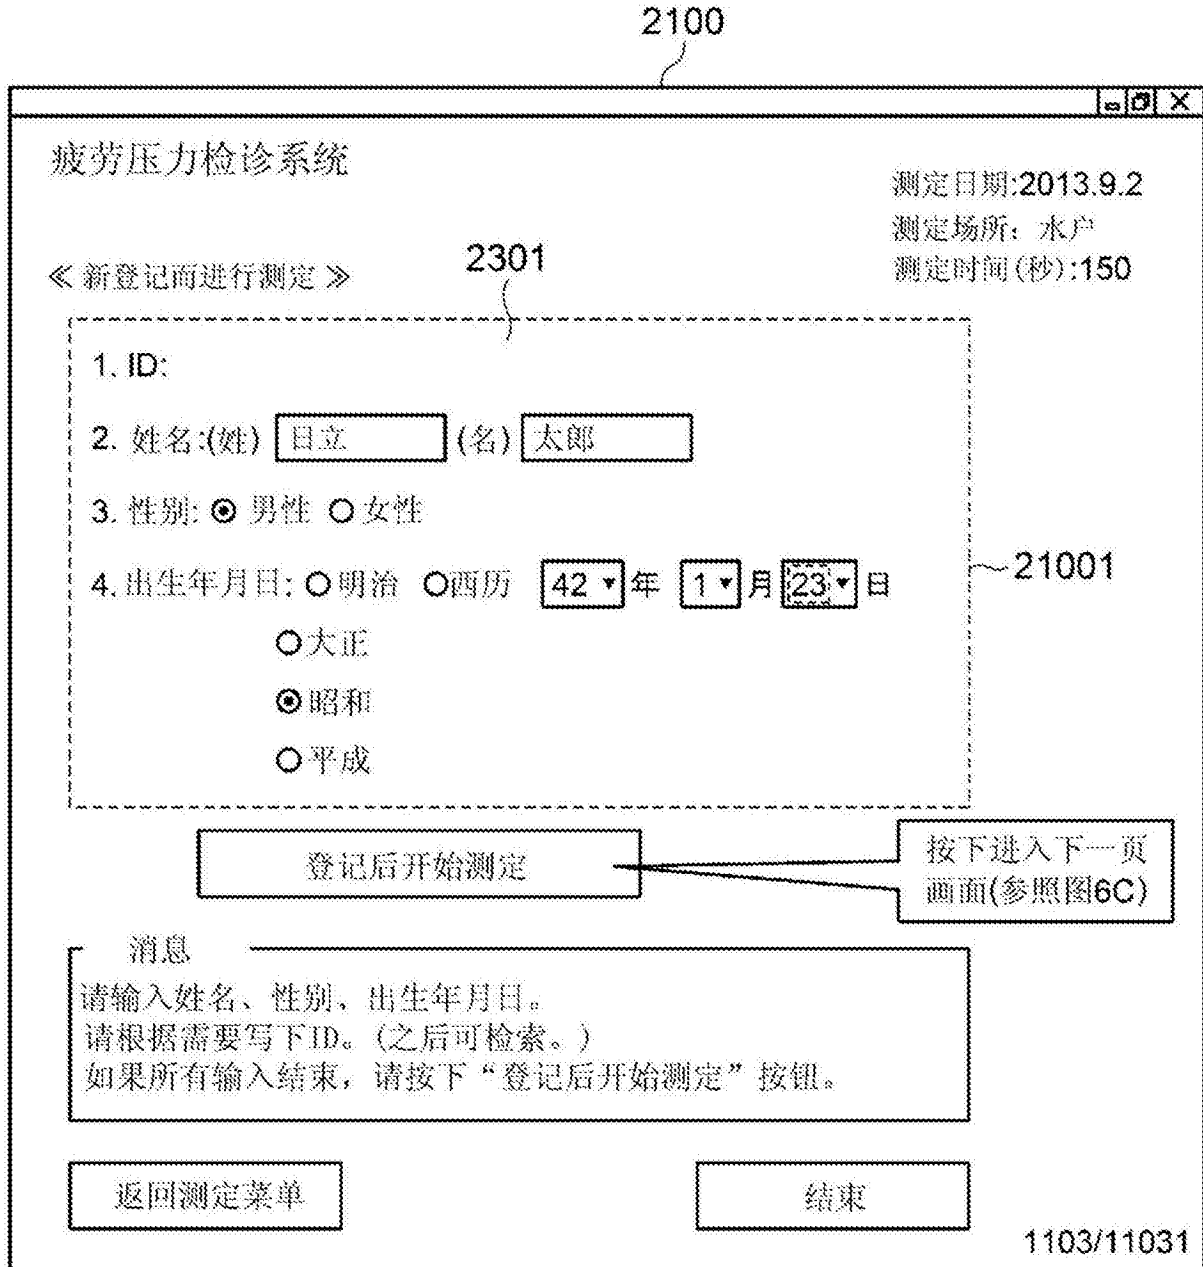 2100
疲劳压力检诊系统
测定日期:2013.9.2
测定场所：水户
测定时间(秒):150
≪新登记而进行测定≫
2301
1. ID:
2. 姓名:(姓) 日立 (名) 太郎
3. 性别: 男性 女性
4. 出生年月日: 明治 西历 42 年 1 月 23 日
21001
大正
昭和
平成
登记后开始测定
按下进入下一页
画面(参照图6C)
消息
请输入姓名、性别、出生年月日。
请根据需要写下ID。(之后可检索。)
如果所有输入结束，请按下“登记后开始测定”按钮。
返回测定菜单
结束
1103/11031